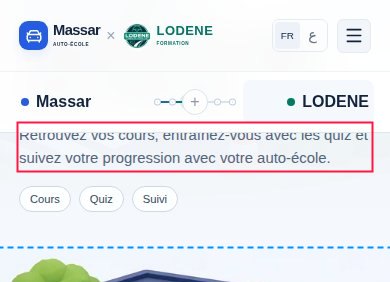 Massar
AUTO-ÉCOLE
×
LODENE
LODENE
FORMATION
FR
ع
Massar
+
LODENE
Retrouvez vos cours, entraînez-vous avec les quiz et
suivez votre progression avec votre auto-école.
Cours
Quiz
Suivi